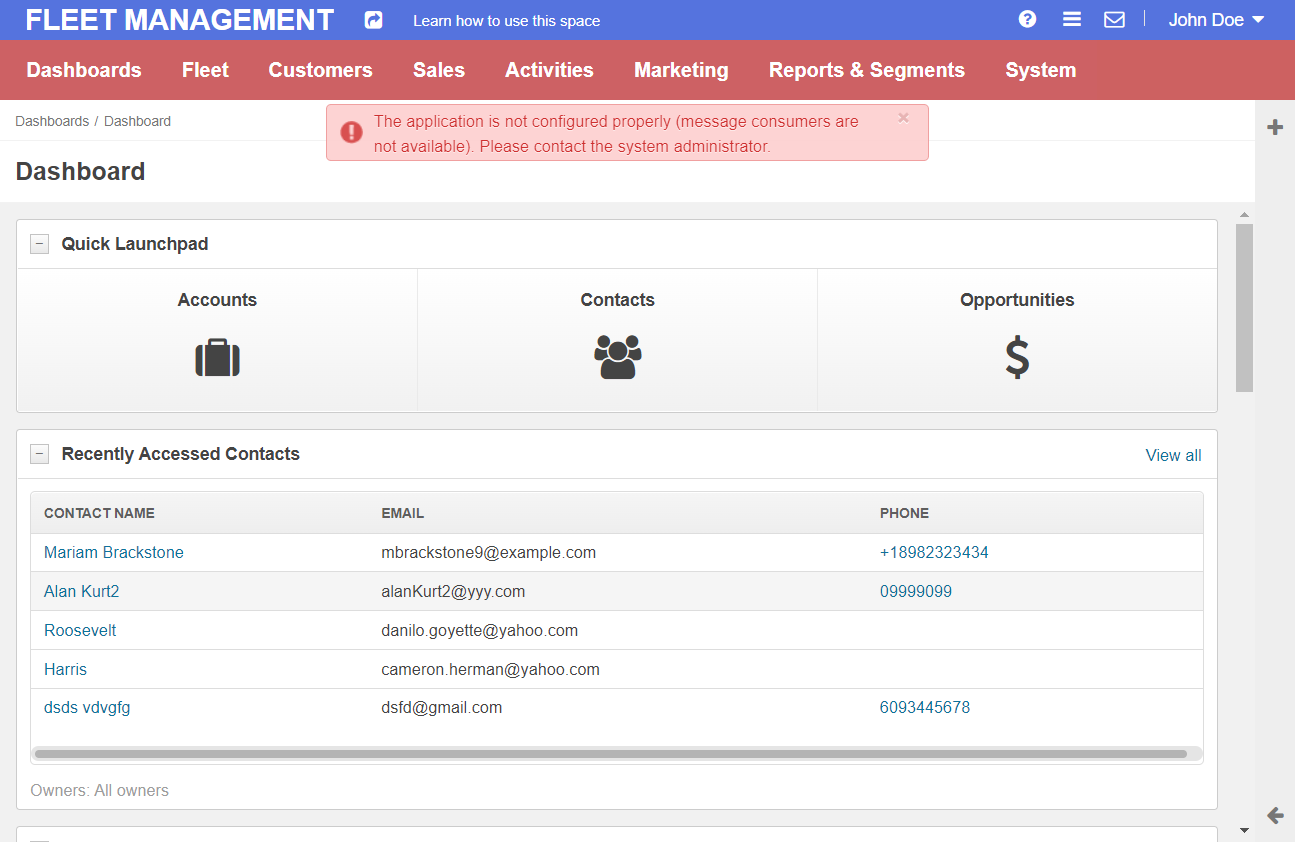 FLEET MANAGEMENT
Learn how to use this space
John Doe
Dashboards
Fleet
Customers
Sales
Activities
Marketing
Reports & Segments
System
Dashboards / Dashboard
The application is not configured properly (message consumers are
not available). Please contact the system administrator.
×
Dashboard
Quick Launchpad
Accounts
Contacts
Opportunities
Recently Accessed Contacts
View all
CONTACT NAME EMAIL PHONE
Mariam Brackstone mbrackstone9@example.com +18982323434
Alan Kurt2 alanKurt2@yyy.com 09999099
Roosevelt danilo.goyette@yahoo.com
Harris cameron.herman@yahoo.com
dsds vdvgfg dsfd@gmail.com 6093445678
Owners: All owners